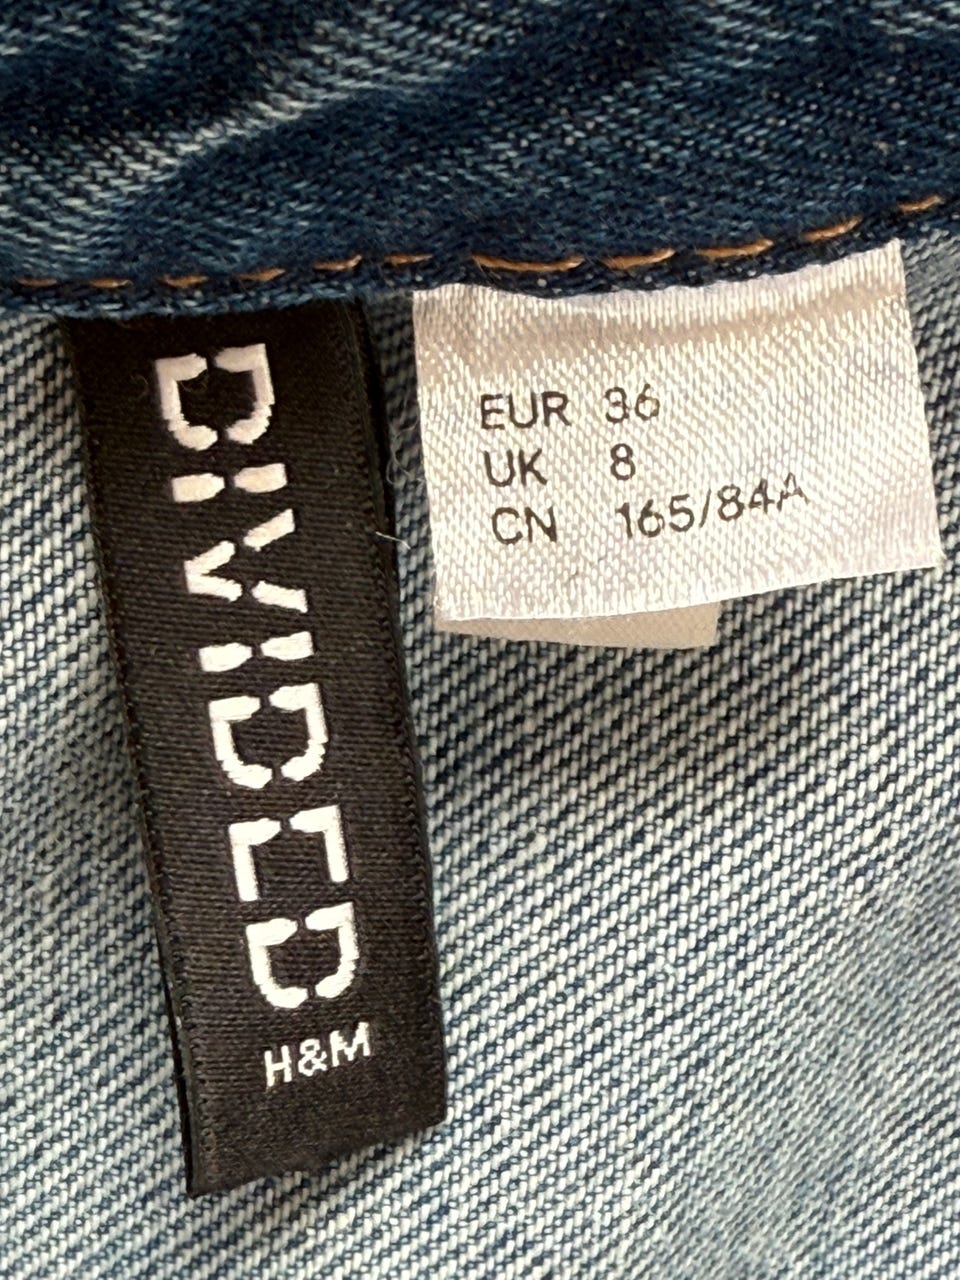 DIVIDED
H&M
EUR 36
UK 8
CN 165/84A